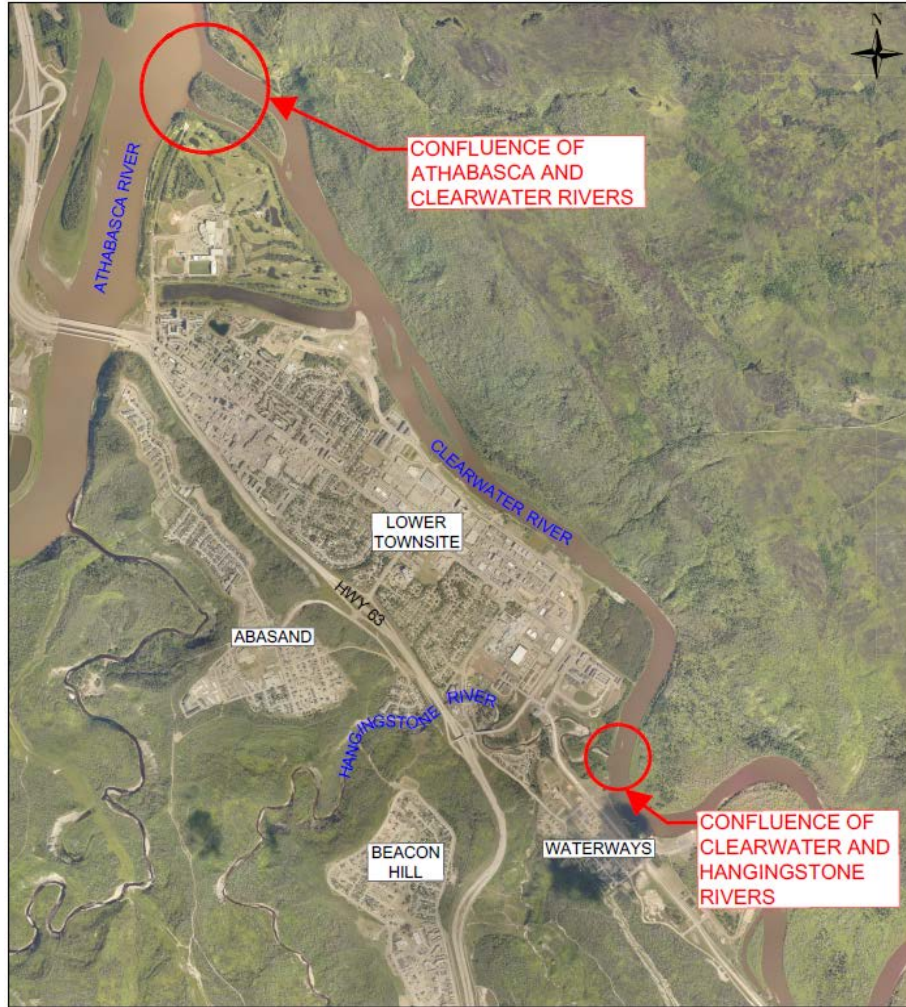 N
CONFLUENCE OF
ATHABASCA AND
CLEARWATER RIVERS
ATHABASCA RIVER
CLEARWATER RIVER
LOWER
TOWNSITE
HWY 63
ABASAND
HANGINGSTONE RIVER
BEACON
HILL
WATERWAYS
CONFLUENCE OF
CLEARWATER AND
HANGINGSTONE
RIVERS